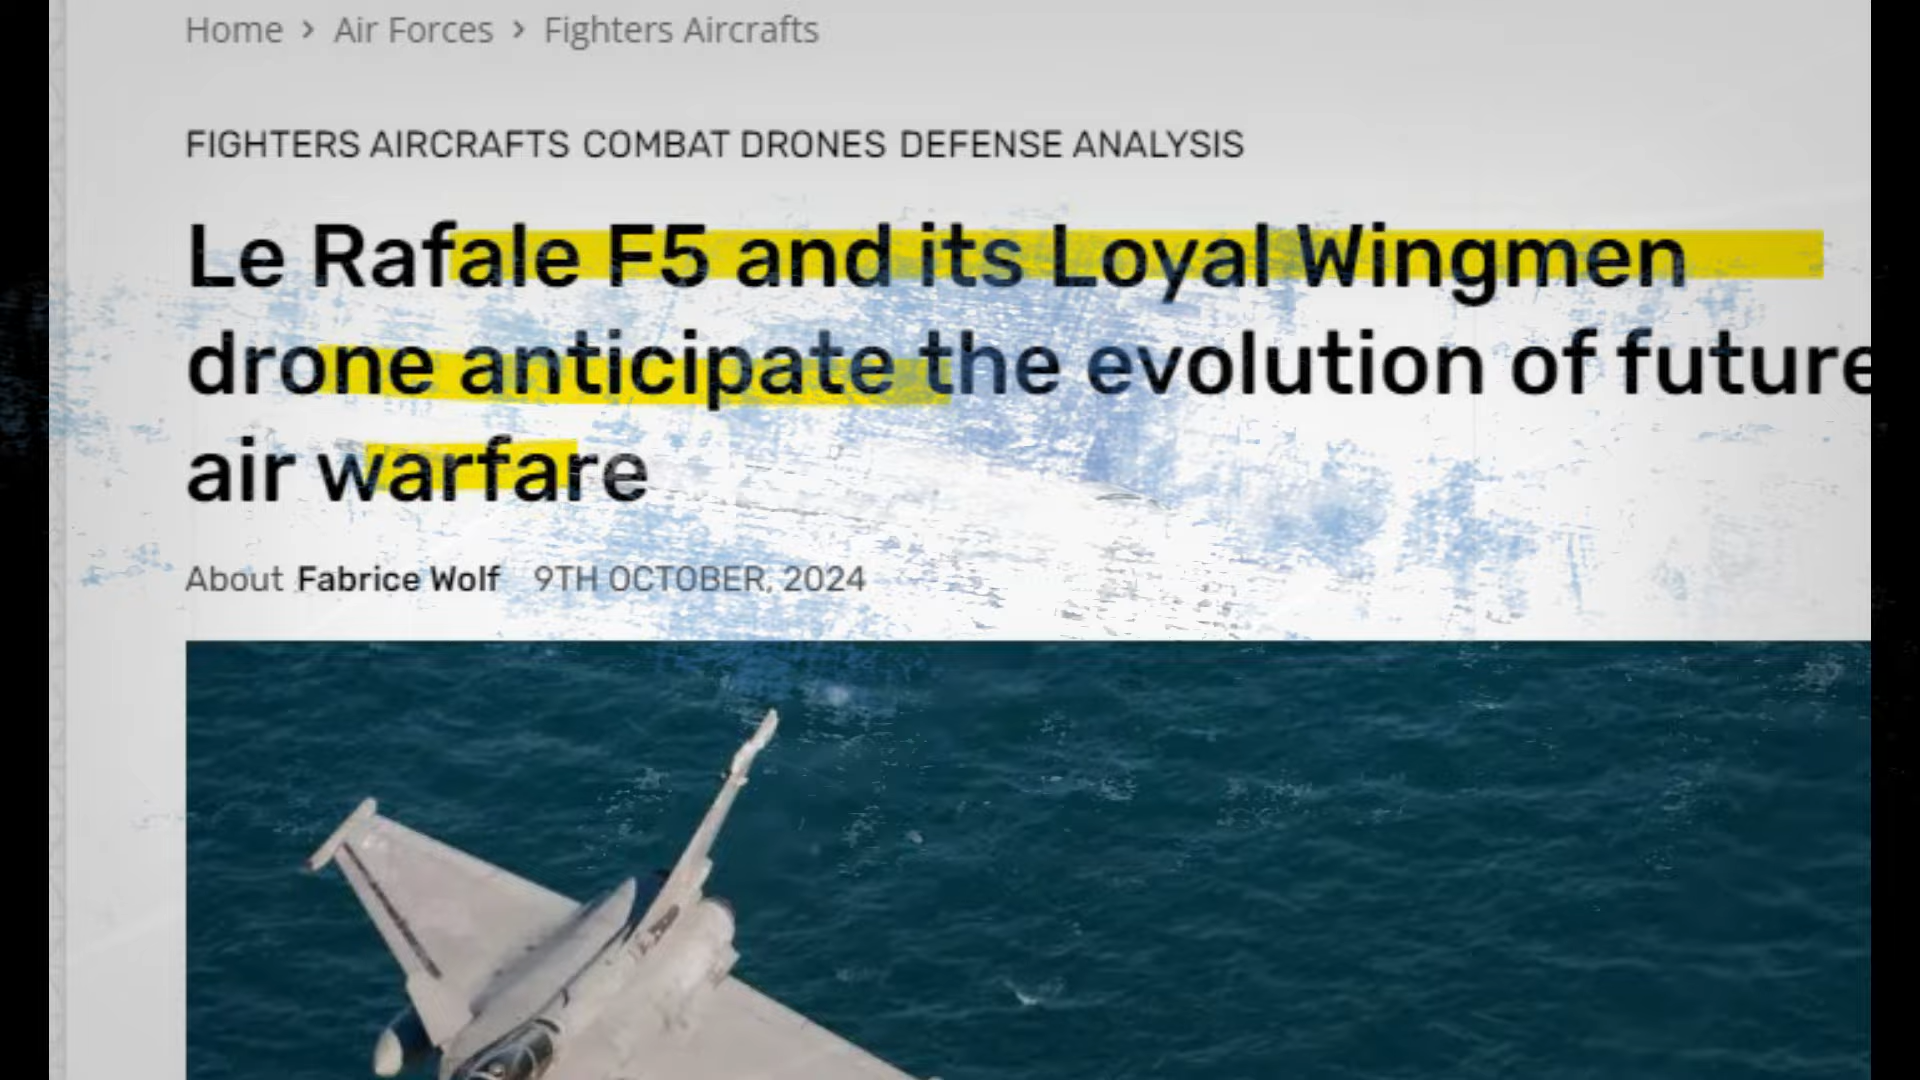 Home > Air Forces > Fighters Aircrafts
FIGHTERS AIRCRAFTS COMBAT DRONES DEFENSE ANALYSIS
Le Rafale F5 and its Loyal Wingmen
drone anticipate the evolution of future
air warfare
About Fabrice Wolf 9TH OCTOBER, 2024